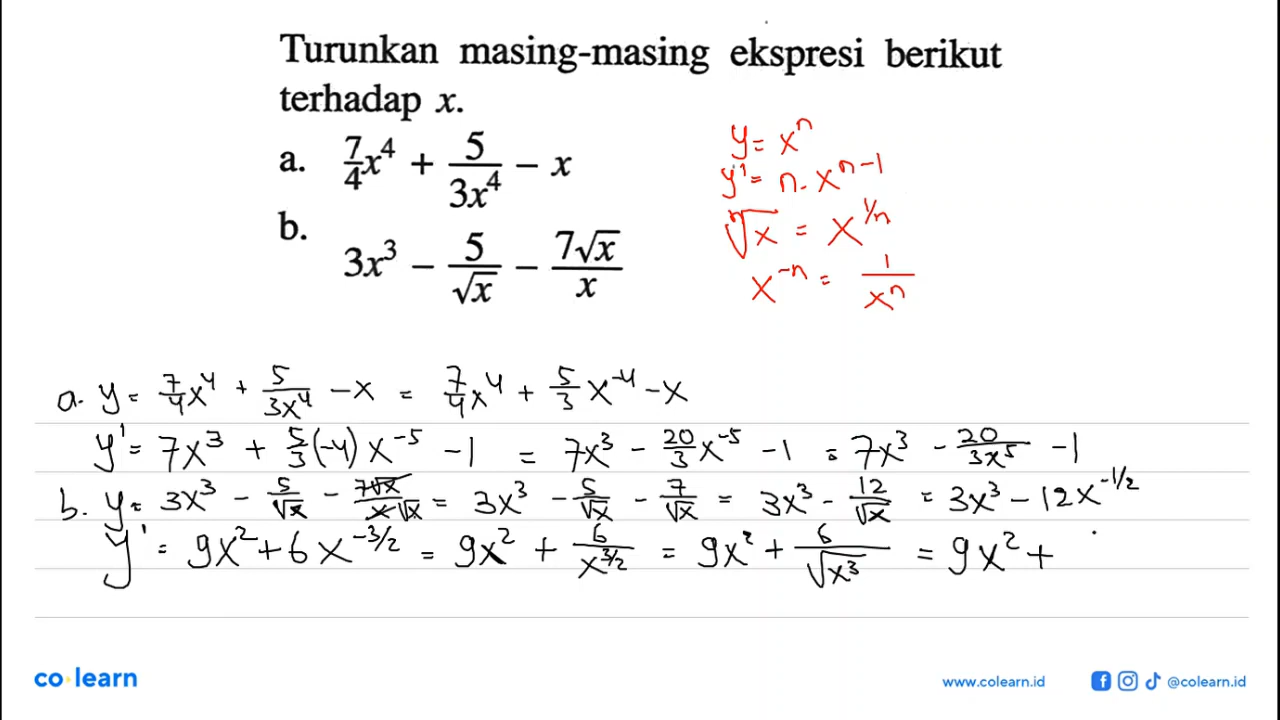 Turunkan masing-masing ekspresi berikut
terhadap x.
a. 7/4 x^4 + 5/(3x^4) - x
b. 3x^3 - 5/√x - 7√x/x
y = x^n
y' = n. x^(n-1)
ⁿ√x = x^(1/n)
x^(-n) = 1/x^n
a. y = 7/4 x^4 + 5/(3x^4) - x = 7/4 x^4 + 5/3 x^(-4) - x
y' = 7x^3 + 5/3 (-4) x^(-5) - 1 = 7x^3 - 20/3 x^(-5) - 1 = 7x^3 - 20/(3x^5) - 1
b. y = 3x^3 - 5/√x - 7√x/(x √x) = 3x^3 - 5/√x - 7/√x = 3x^3 - 12/√x = 3x^3 - 12x^(-1/2)
y' = 9x^2 + 6x^(-3/2) = 9x^2 + 6/x^(3/2) = 9x^2 + 6/√x^3 = 9x^2 +
co·learn
www.colearn.id
@colearn.id